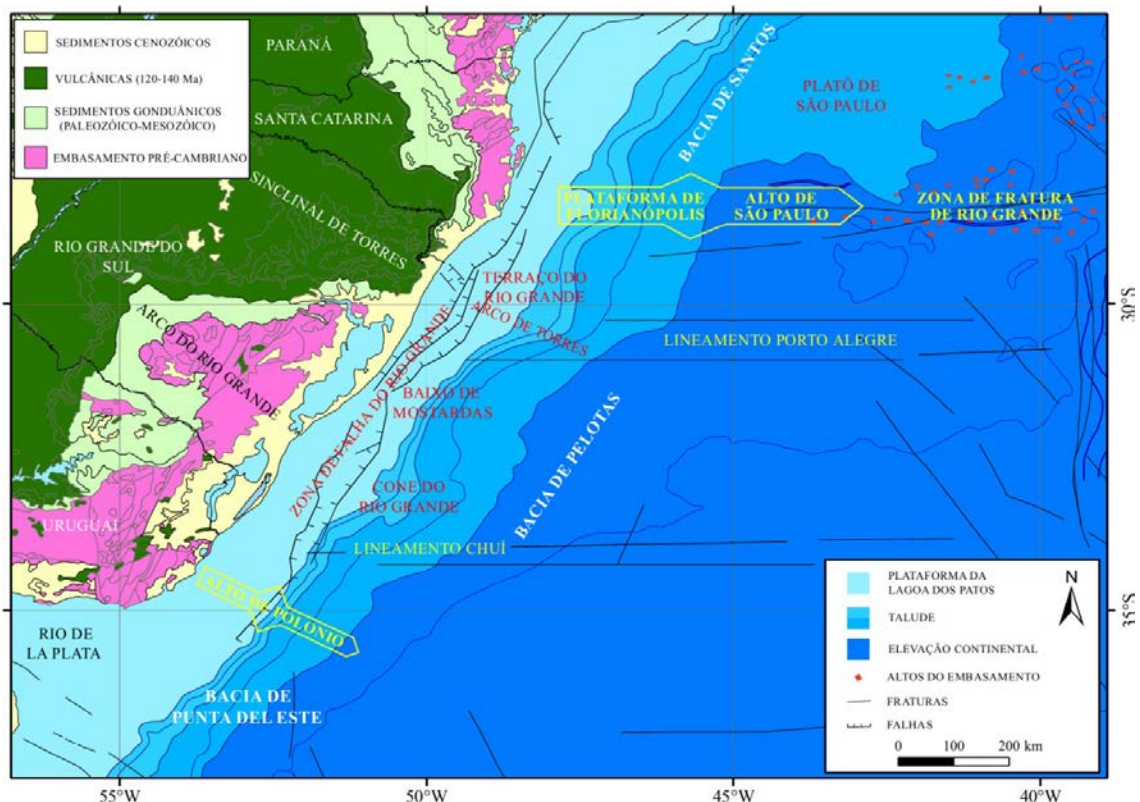 SEDIMENTOS CENOZÓICOS
VULCÂNICAS (120-140 Ma)
SEDIMENTOS GONDUÂNICOS
(PALEOZÓICO-MESOZÓICO)
EMBASAMENTO PRÉ-CAMBRIANO
PARANÁ
SANTA CATARINA
SINCLINAL DE TORRES
RIO GRANDE DO
SUL
ARCO DO RIO GRANDE
URUGUAI
RIO DE
LA PLATA
BACIA DE SANTOS
PLATÔ DE
SÃO PAULO
PLATAFORMA DE
FLORIANÓPOLIS
ALTO DE
SÃO PAULO
ZONA DE FRATURA
DE RIO GRANDE
TERRAÇO DO
RIO GRANDE
ARCO DE TORRES
LINEAMENTO PORTO ALEGRE
ZONA DE FALHA DO RIO GRANDE
BAIXO DE
MOSTARDAS
BACIA DE PELOTAS
CONE DO
RIO GRANDE
LINEAMENTO CHUÍ
ALTO DE POLONIO
BACIA DE
PUNTA DEL ESTE
PLATAFORMA DA
LAGOA DOS PATOS
TALUDE
ELEVAÇÃO CONTINENTAL
ALTOS DO EMBASAMENTO
FRATURAS
FALHAS
N
0 100 200 km
30°S
35°S
55°W 50°W 45°W 40°W